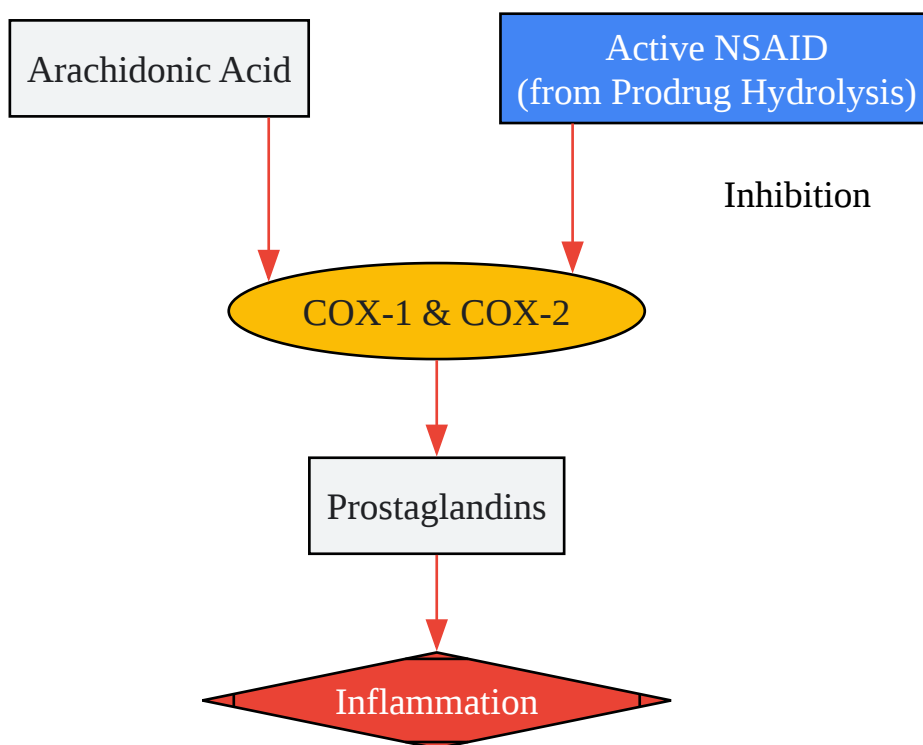 Arachidonic Acid
Active NSAID
(from Prodrug Hydrolysis)
Inhibition
COX-1 & COX-2
Prostaglandins
Inflammation